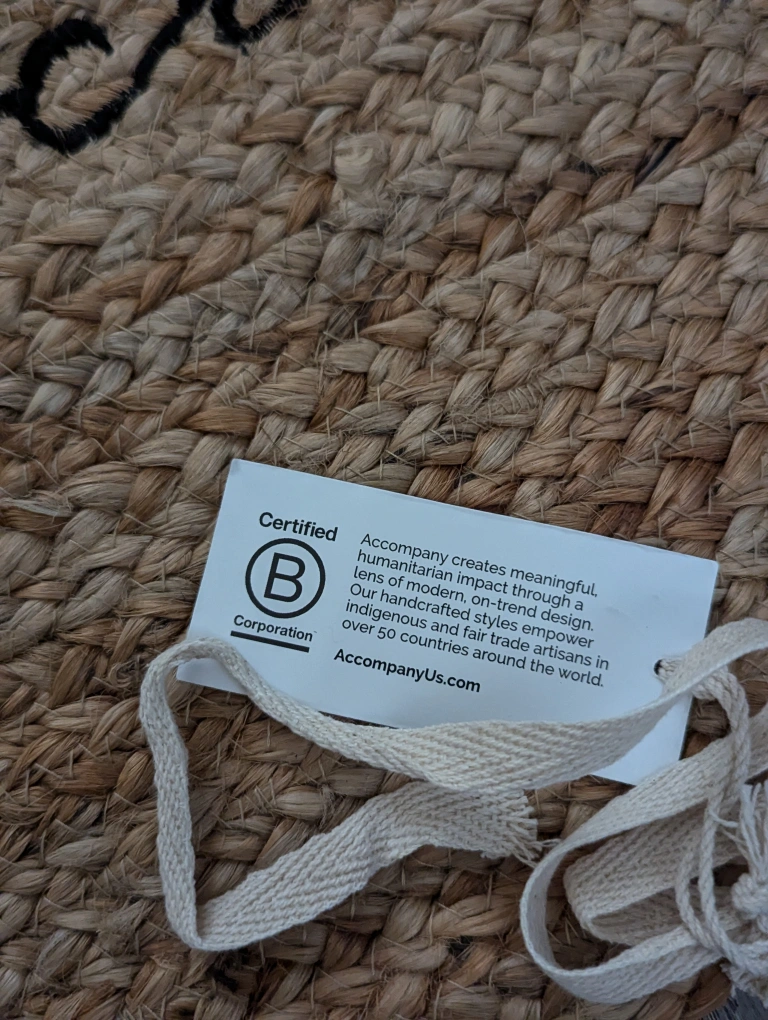 Certified
B
Corporation
Accompany creates meaningful,
humanitarian impact through a
lens of modern, on-trend design.
Our handcrafted styles empower
indigenous and fair trade artisans in
over 50 countries around the world.
AccompanyUs.com